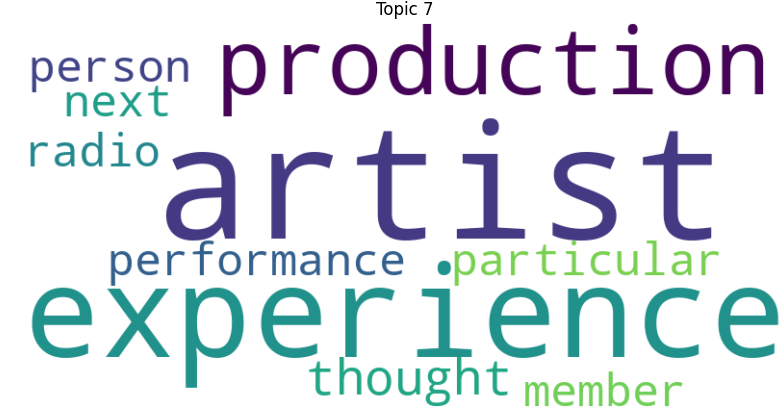 Topic 7
person production
next
radio
artist
performance particular
experience
thought
member